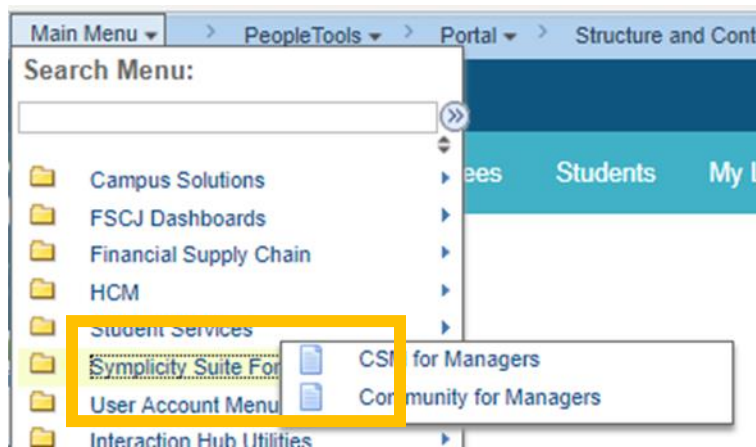 Main Menu > PeopleTools > Portal > Structure and Cont
Search Menu:
ees Students My L
Campus Solutions
FSCJ Dashboards
Financial Supply Chain
HCM
Student Services
Symplicity Suite For
CSM for Managers
User Account Menu
Community for Managers
Interaction Hub Utilities